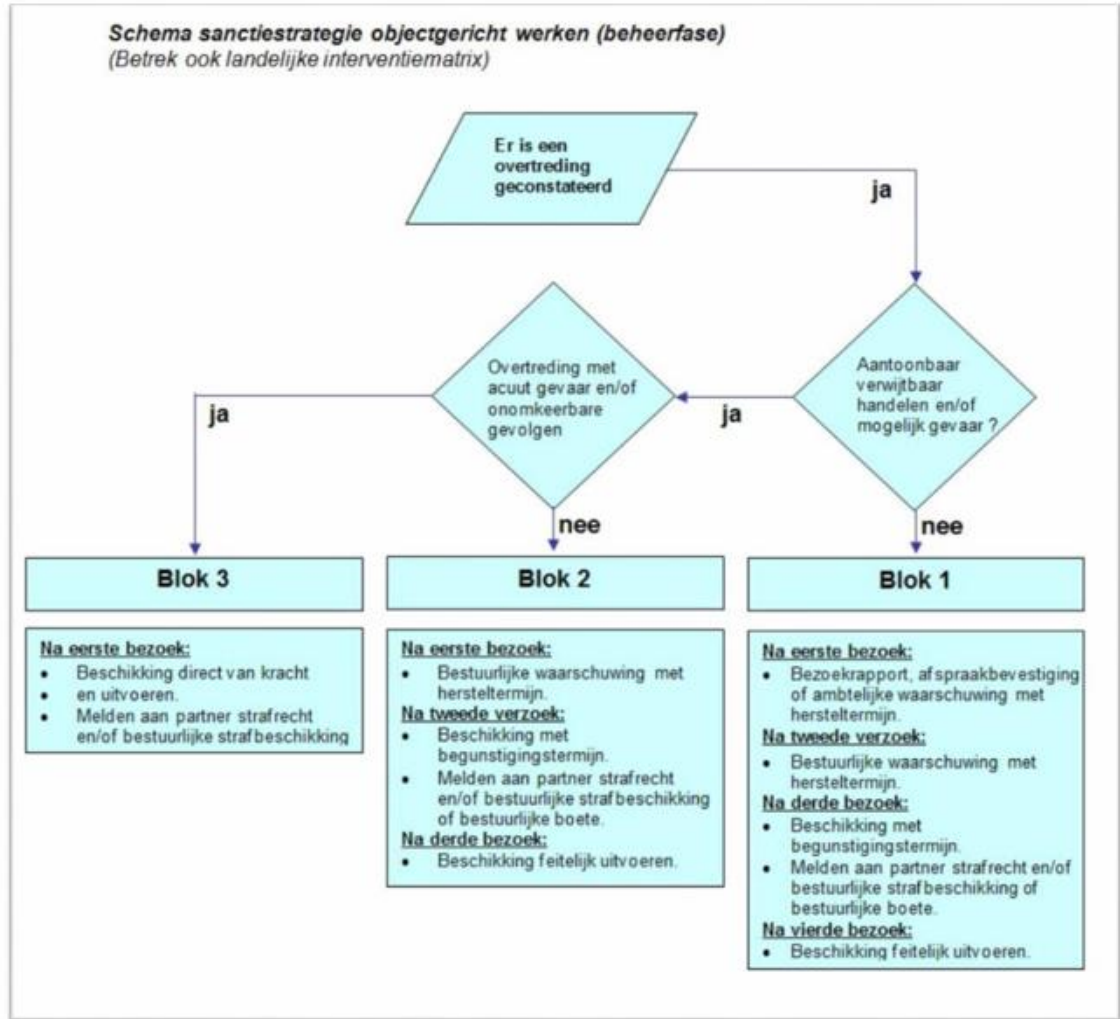 Schema sanctiestrategie objectgericht werken (beheerfase)
(Betrek ook landelijke interventiematrix)
Er is een
overtreding
geconstateerd
ja
Aantoonbaar
verwijtbaar
handelen en/of
mogelijk gevaar ?
ja
Overtreding met
acuut gevaar en/of
onomkeerbare
gevolgen
ja
nee
nee
Blok 3
Na eerste bezoek:
• Beschikking direct van kracht
• en uitvoeren.
• Melden aan partner strafrecht
en/of bestuurlijke strafbeschikking
Blok 2
Na eerste bezoek:
• Bestuurlijke waarschuwing met
hersteltermijn.
Na tweede verzoek:
• Beschikking met
begunstigingstermijn.
• Melden aan partner strafrecht
en/of bestuurlijke strafbeschikking
of bestuurlijke boete.
Na derde bezoek:
• Beschikking feitelijk uitvoeren.
Blok 1
Na eerste bezoek:
• Bezoekrapport, afspraakbevestiging
of ambtelijke waarschuwing met
hersteltermijn.
Na tweede bezoek:
• Bestuurlijke waarschuwing met
hersteltermijn.
Na derde bezoek:
• Beschikking met
begunstigingstermijn.
• Melden aan partner strafrecht en/of
bestuurlijke strafbeschikking of
bestuurlijke boete.
Na vierde bezoek:
• Beschikking feitelijk uitvoeren.